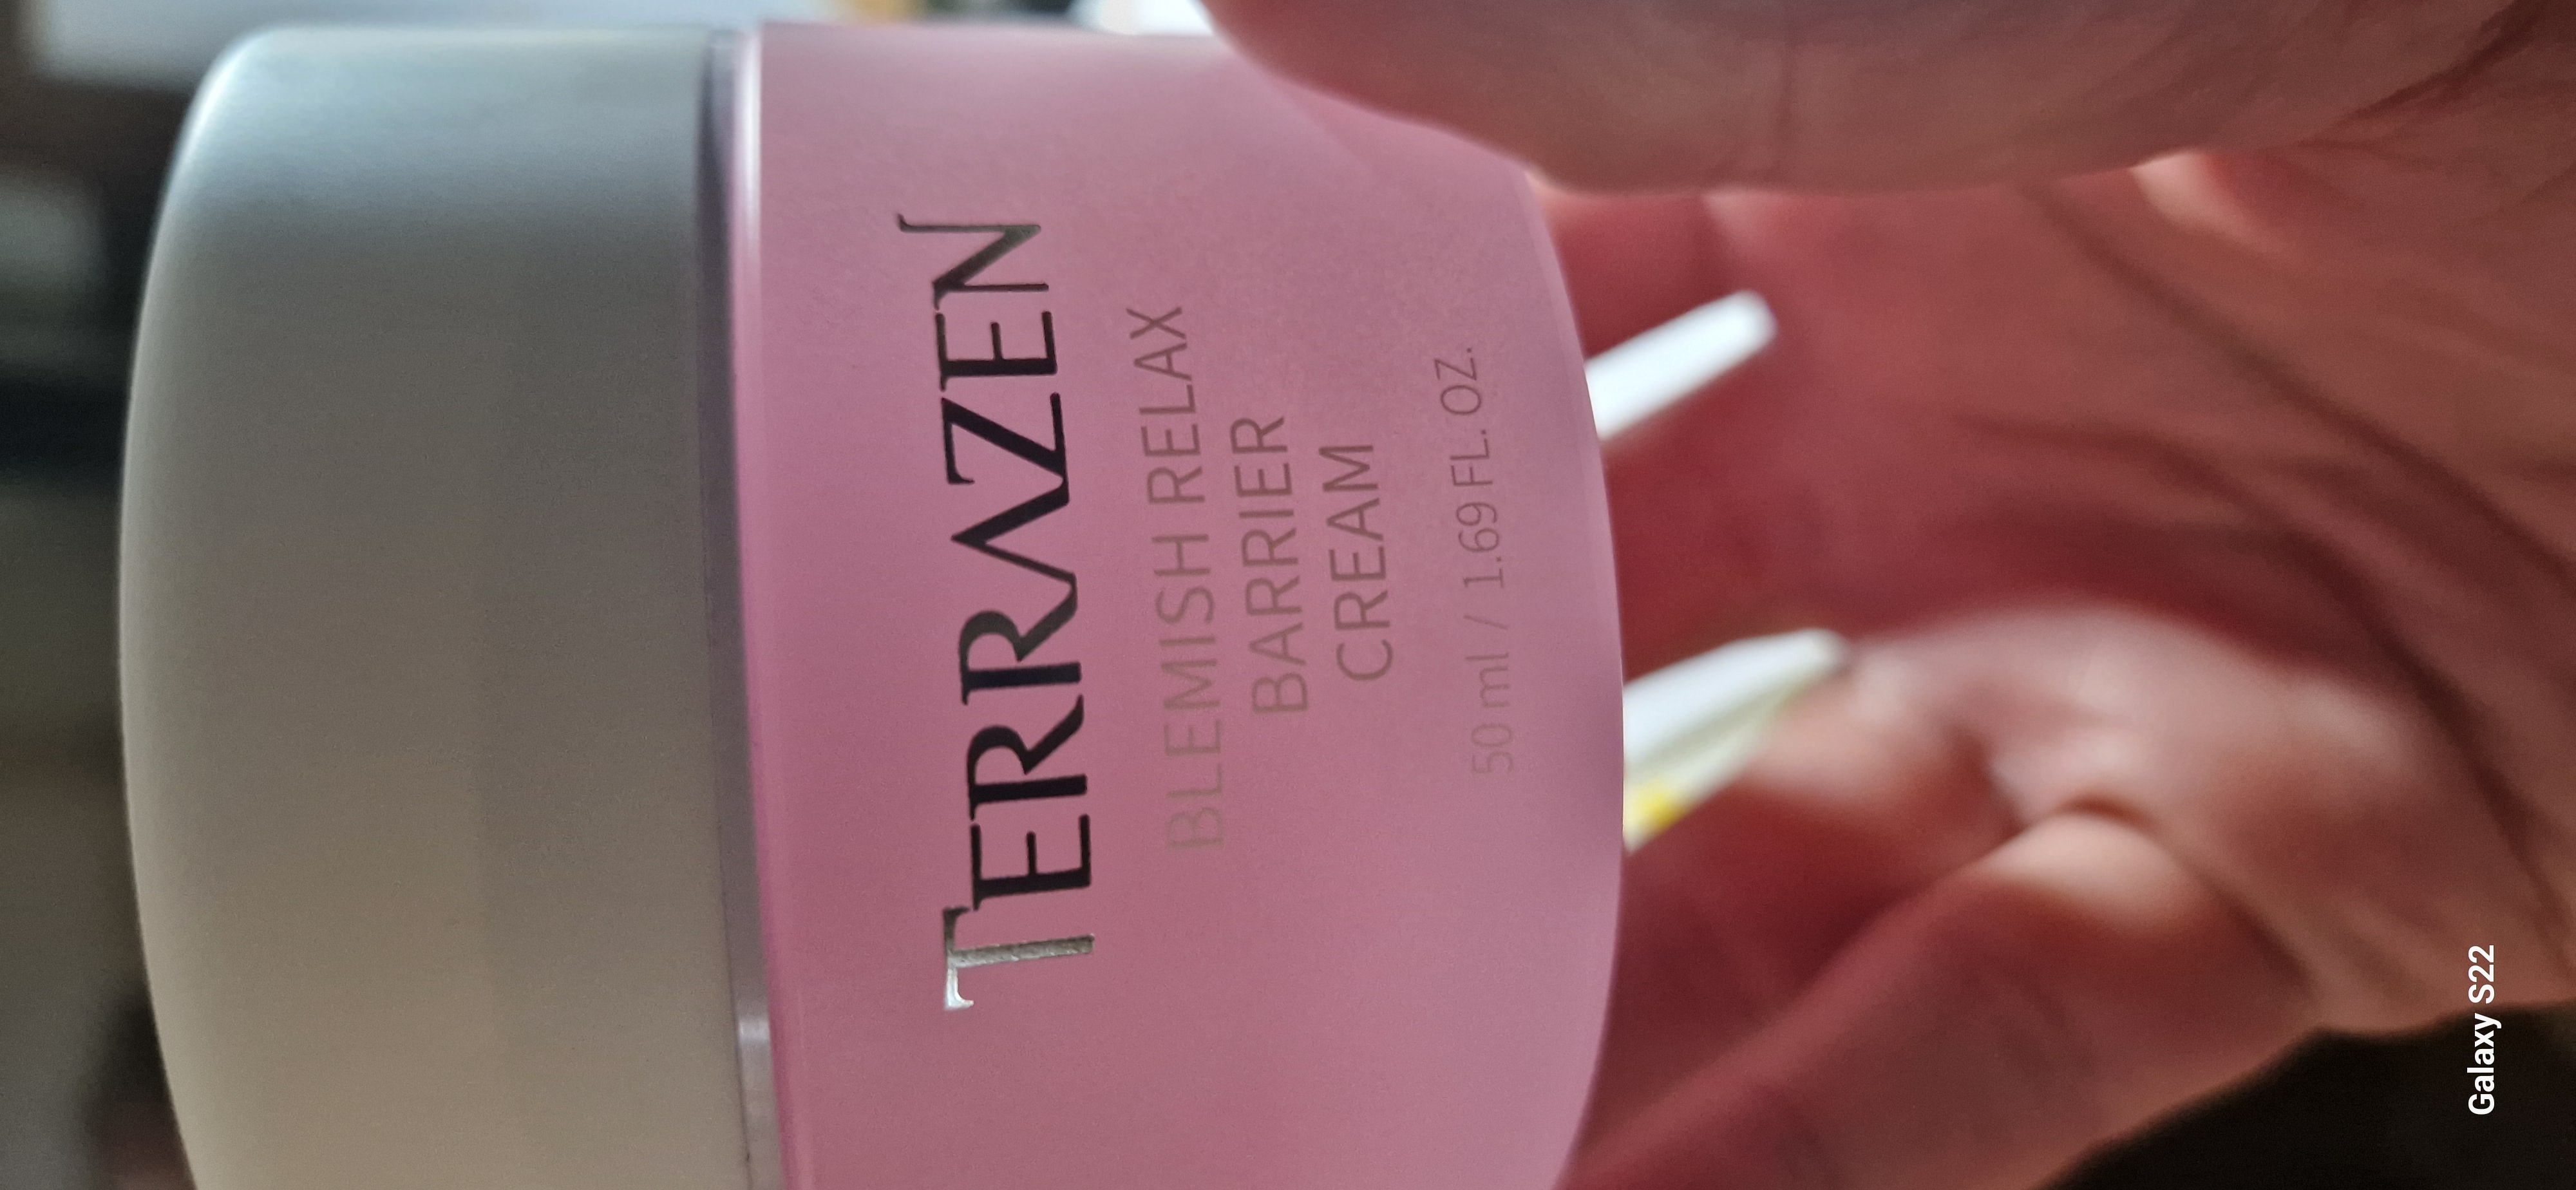 TERRAZEN
BLEMISH RELAX
BARRIER
CREAM
50 ml / 1.69 FL. OZ.
Galaxy S22